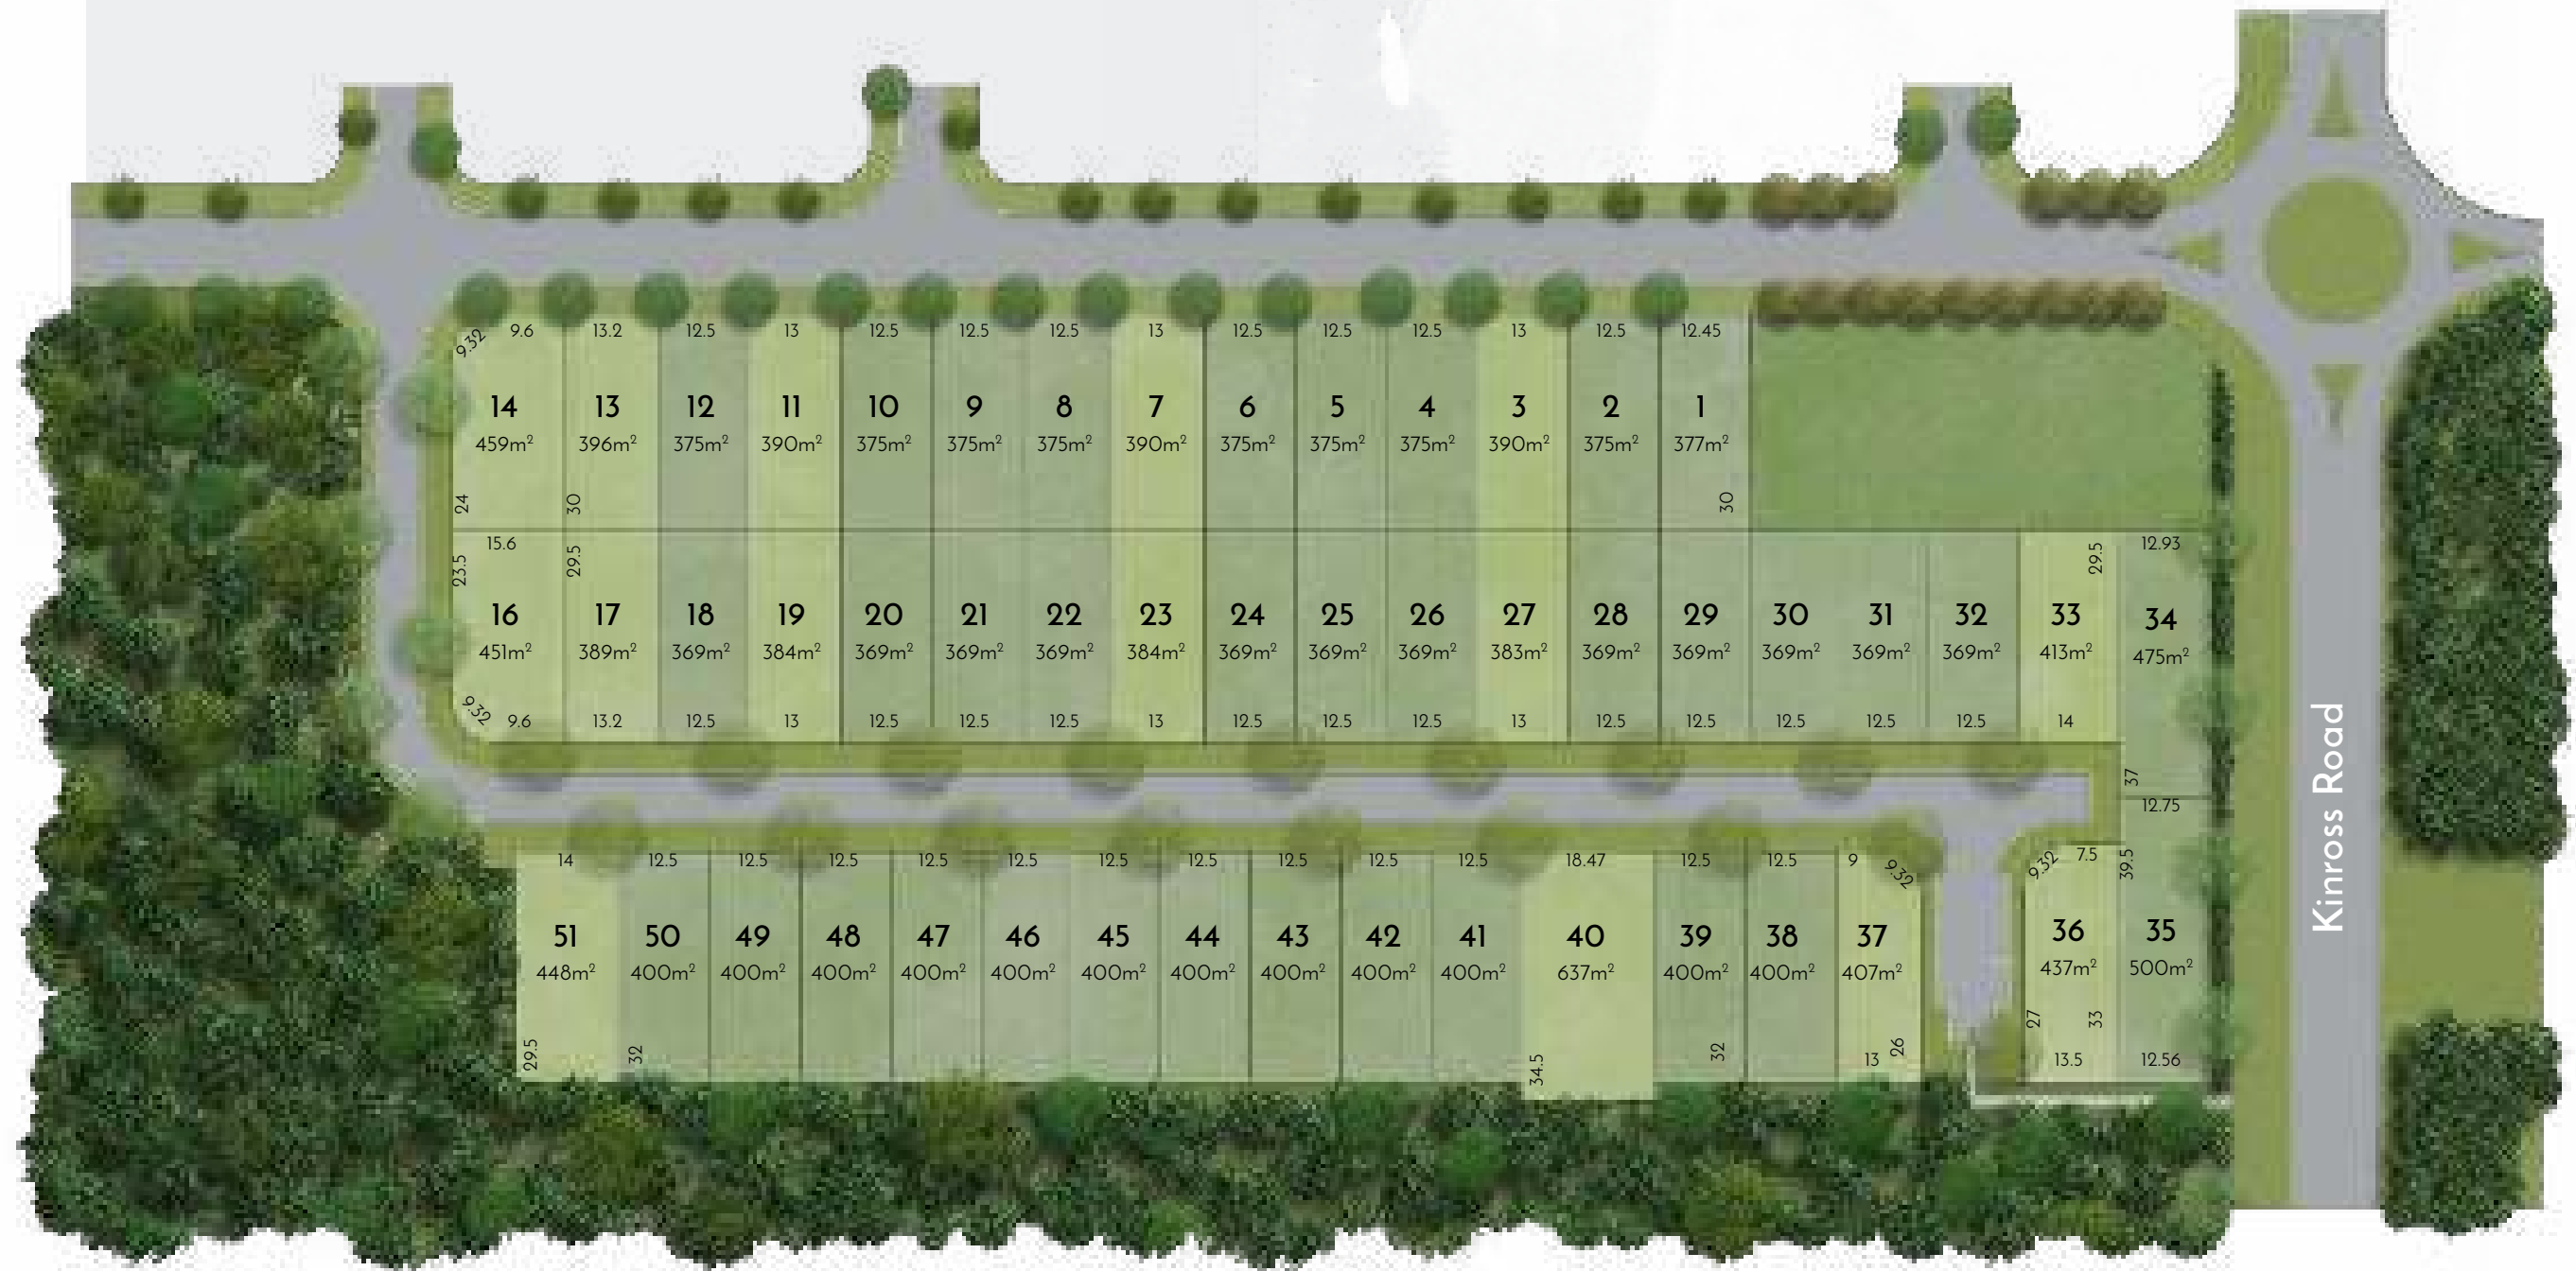 9.32 9.6 13.2 12.5 13 12.5 12.5 12.5 13 12.5 12.5 12.5 13 12.5 12.45
14 13 12 11 10 9 8 7 6 5 4 3 2 1
459m² 396m² 375m² 390m² 375m² 375m² 375m² 390m² 375m² 375m² 375m² 390m² 375m² 377m²
24 30 30
15.6 12.93
23.5 29.5 29.5
16 17 18 19 20 21 22 23 24 25 26 27 28 29 30 31 32 33 34
451m² 389m² 369m² 384m² 369m² 369m² 369m² 384m² 369m² 369m² 369m² 383m² 369m² 369m² 369m² 369m² 369m² 413m² 475m²
9.32 9.6 13.2 12.5 13 12.5 12.5 12.5 13 12.5 12.5 12.5 13 12.5 12.5 12.5 12.5 12.5 14
37
12.75
Kinross Road
14 12.5 12.5 12.5 12.5 12.5 12.5 12.5 12.5 12.5 12.5 18.47 12.5 12.5 9 9.32 9.32 7.5 39.5
51 50 49 48 47 46 45 44 43 42 41 40 39 38 37 36 35
448m² 400m² 400m² 400m² 400m² 400m² 400m² 400m² 400m² 400m² 400m² 637m² 400m² 400m² 407m² 437m² 500m²
27 33
29.5 32 34.5 32 13 26 13.5 12.56